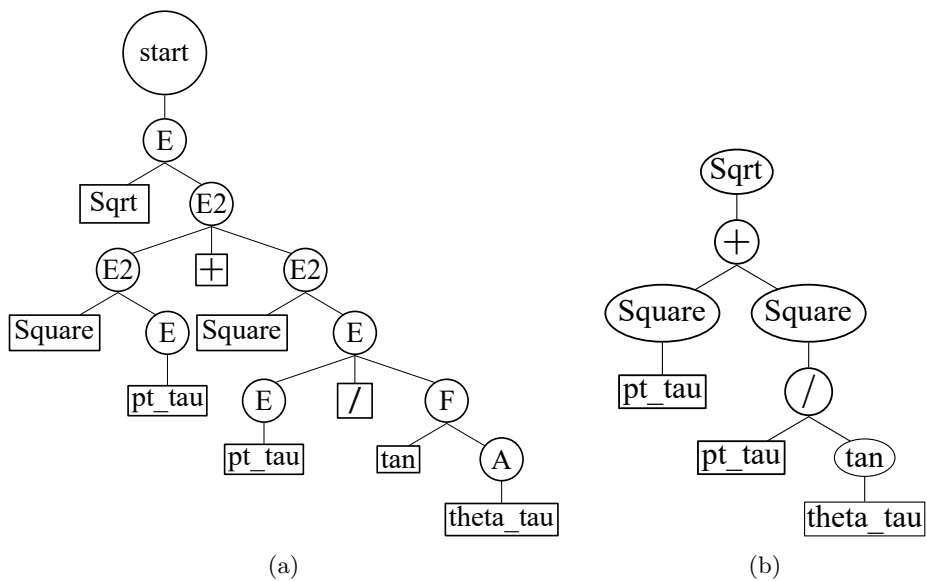 start
E
Sqrt
E2
E2
+
E2
Square
E
Square
E
pt_tau
E
/
F
pt_tau
tan
A
theta_tau
(a)
Sqrt
+
Square
Square
pt_tau
/
pt_tau
tan
theta_tau
(b)